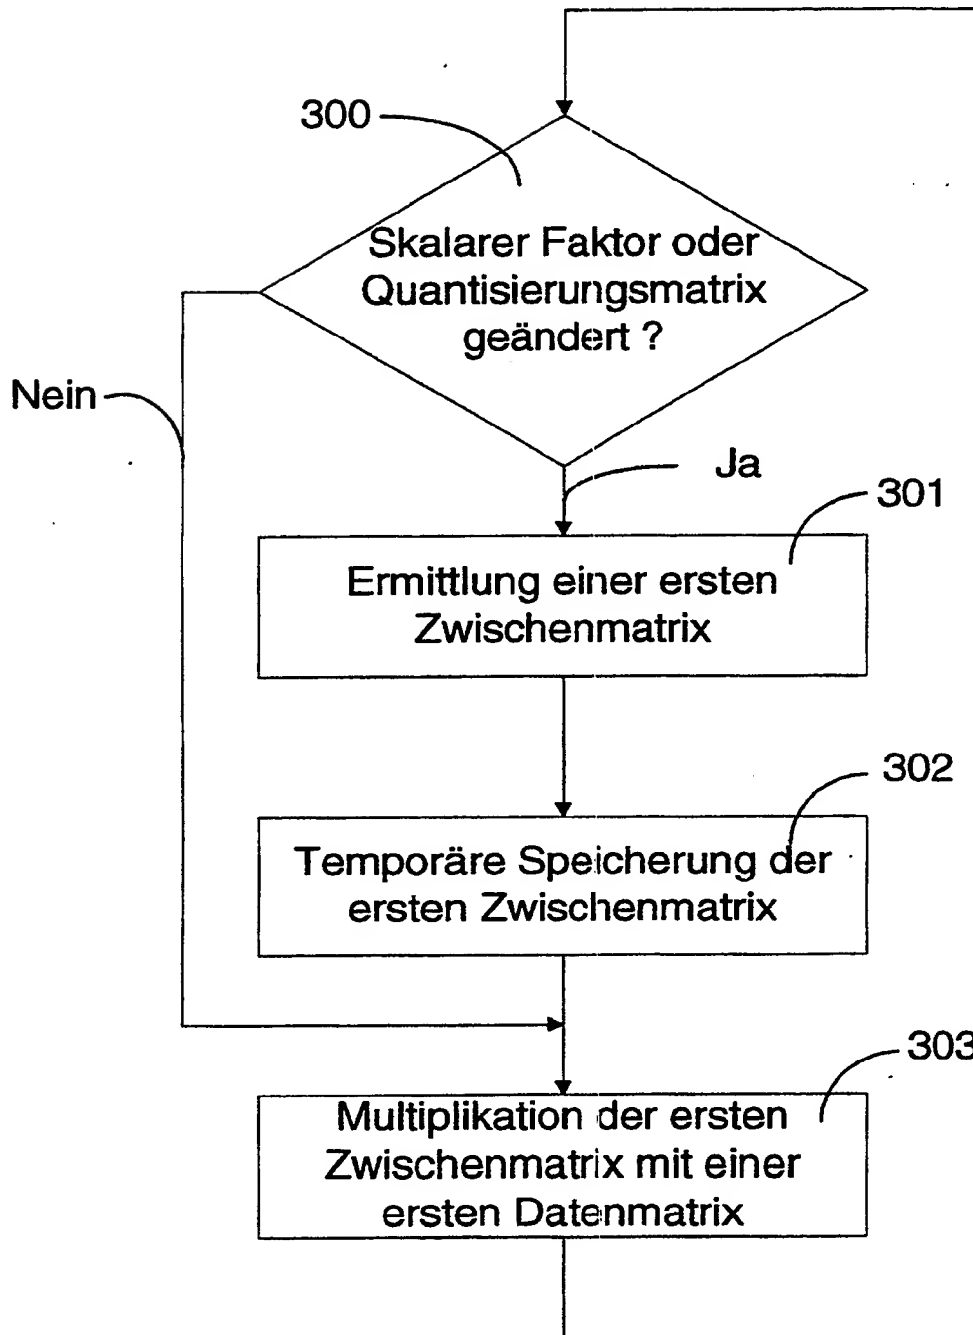 300
Skalarer Faktor oder
Quantisierungsmatrix
geändert ?
Nein
Ja
301
Ermittlung einer ersten
Zwischenmatrix
302
Temporäre Speicherung der
ersten Zwischenmatrix
303
Multiplikation der ersten
Zwischenmatrix mit einer
ersten Datenmatrix